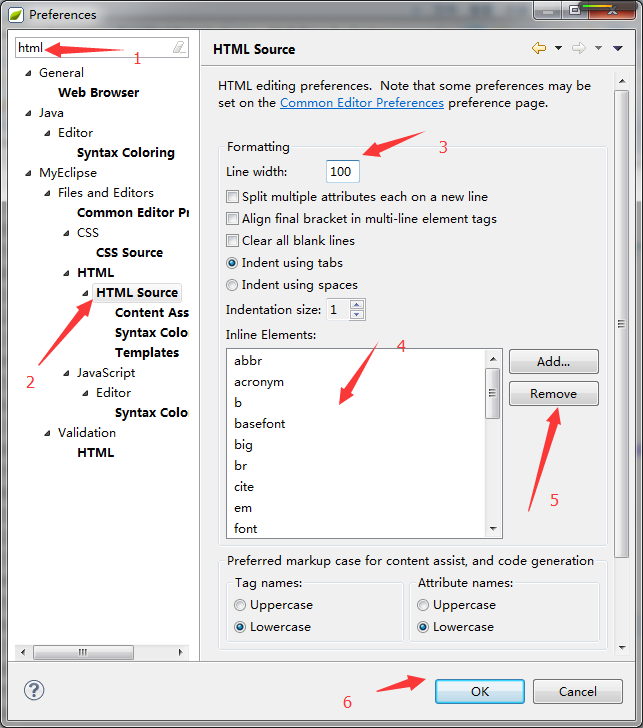 Preferences
html
1
General
Web Browser
Java
Editor
Syntax Coloring
MyEclipse
Files and Editors
Common Editor Pr
CSS
CSS Source
HTML
HTML Source
Content Ass
Syntax Colo
Templates
2
JavaScript
Editor
Syntax Colo
Validation
HTML
HTML Source
HTML editing preferences.  Note that some preferences may be
set on the Common Editor Preferences preference page.
Formatting
3
Line width: 100
Split multiple attributes each on a new line
Align final bracket in multi-line element tags
Clear all blank lines
Indent using tabs
Indent using spaces
Indentation size: 1
Inline Elements:
4
abbr
acronym
b
basefont
big
br
cite
em
font
Add...
Remove
5
Preferred markup case for content assist, and code generation
Tag names:
Uppercase
Lowercase
Attribute names:
Uppercase
Lowercase
?
6
OK
Cancel